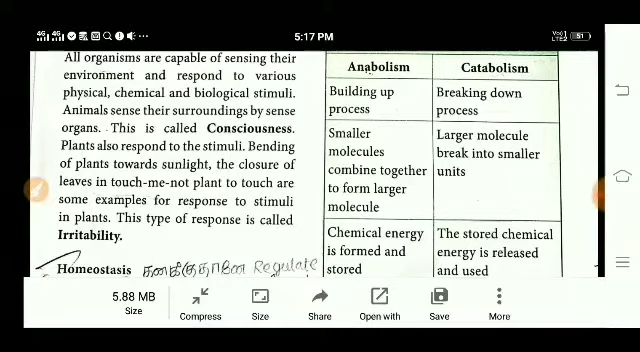 5:17 PM
51
All organisms are capable of sensing their
environment and respond to various
physical, chemical and biological stimuli.
Animals sense their surroundings by sense
organs. This is called Consciousness.
Plants also respond to the stimuli. Bending
of plants towards sunlight, the closure of
leaves in touch-me-not plant to touch are
some examples for response to stimuli
in plants. This type of response is called
Irritability.
Homeostasis Regulate
Anabolism Catabolism
Building up Breaking down
process process
Smaller Larger molecule
molecules break into smaller
combine together units
to form larger
molecule
Chemical energy The stored chemical
is formed and energy is released
stored and used
5.88 MB
Size Compress Size Share Open with Save More